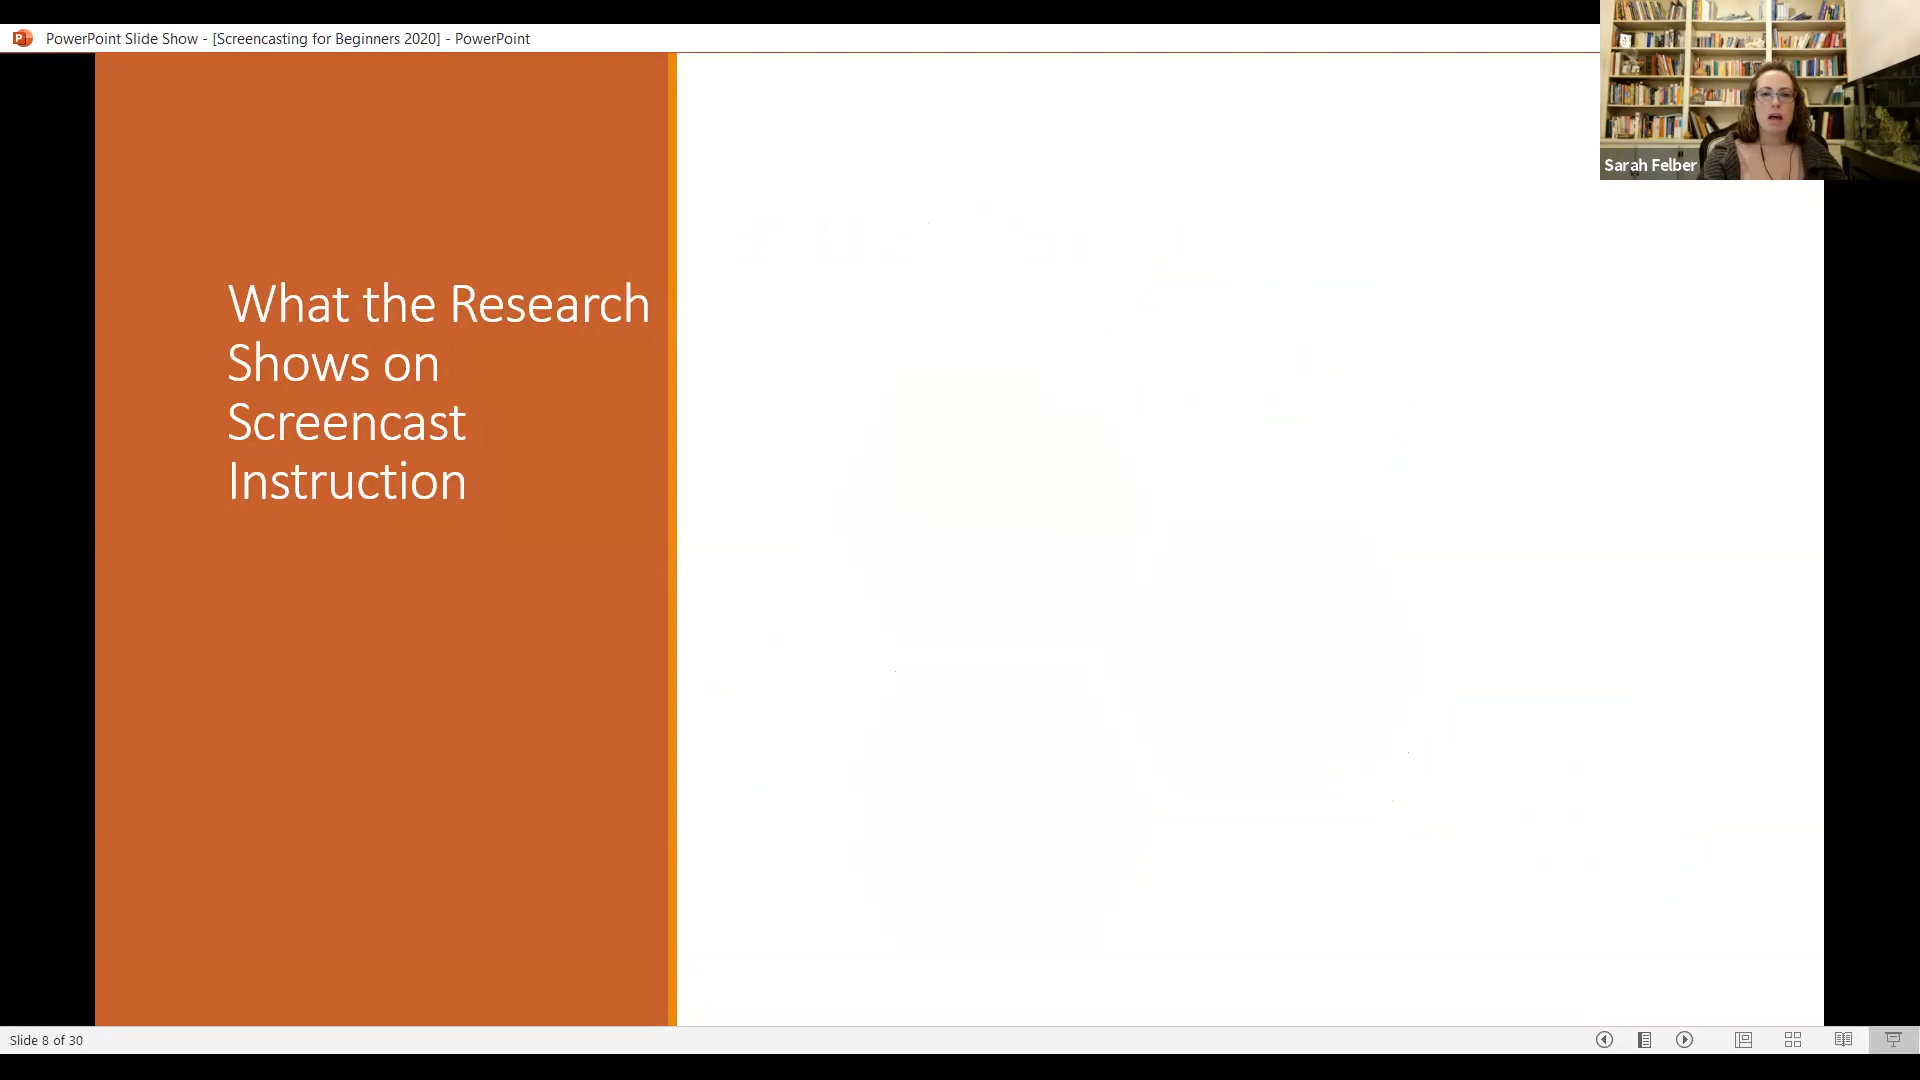 PowerPoint Slide Show - [Screencasting for Beginners 2020] - PowerPoint
Sarah Felber
What the Research
Shows on
Screencast
Instruction
Slide 8 of 30